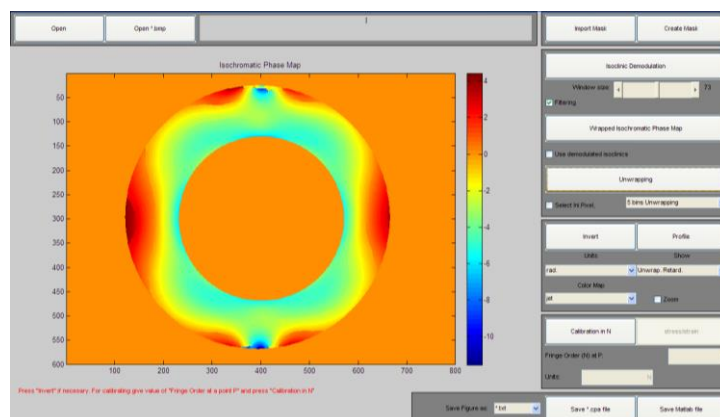 Open
Open *.bmp
Import Mask
Create Mask
Isochromatic Phase Map
Isoclinic Demodulation
Window size
73
Filtering
Wrapped Isochromatic Phase Map
Use demodulated isoclinics
Unwrapping
Select Ini.Pixel.
5 bins Unwrapping
Invert
Profile
Units
Show
rad.
Unwrap. Retard.
Color Map
jet
Zoom
Calibration in N
stress/strain
Fringe Order (N) at P:
Units:
N
50
100
150
200
250
300
350
400
450
500
550
600
0
100
200
300
400
500
600
700
800
4
2
0
-2
-4
-6
-8
-10
Press "Invert" if necessary. For calibrating give value of "Fringe Order at a point P" and press "Calibration in N"
Save Figure as:
*.txt
Save *.cpa file
Save Matlab file